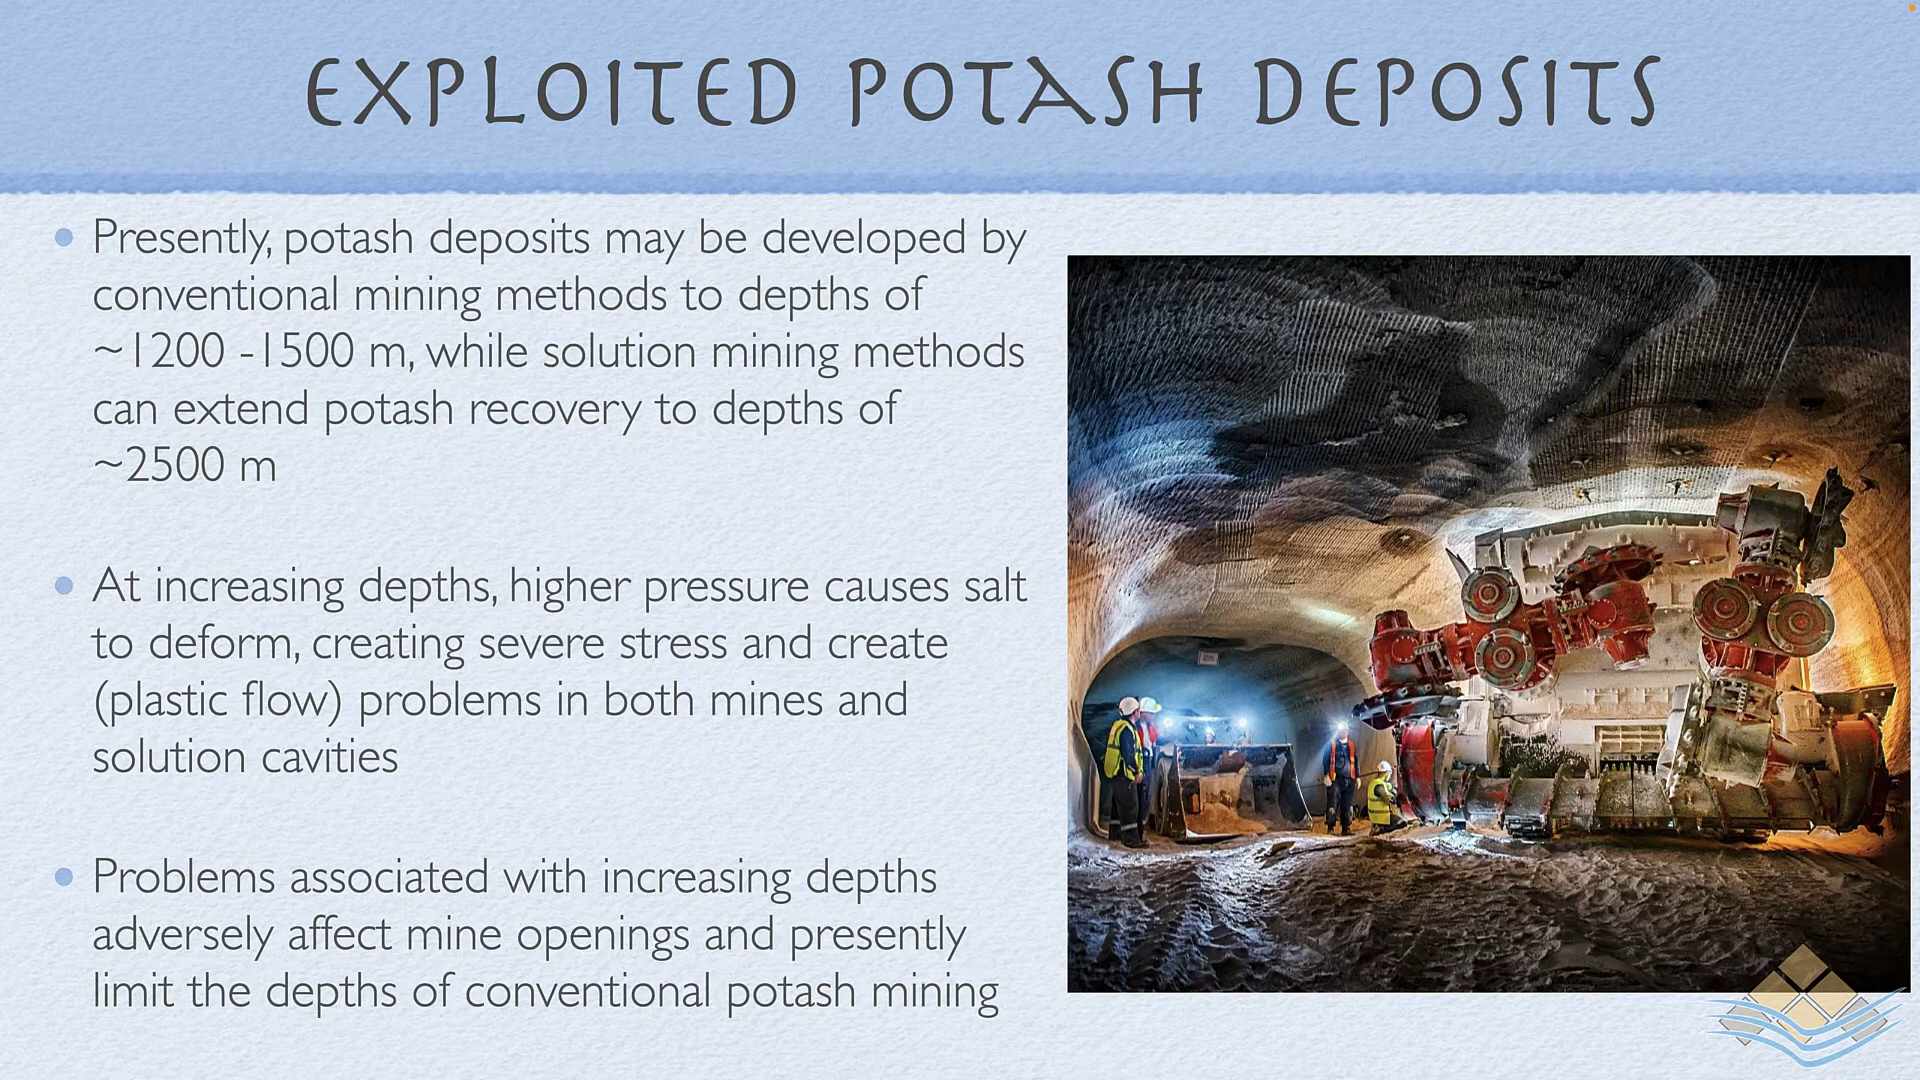 EXPLOITED POTASH DEPOSITS
Presently, potash deposits may be developed by
conventional mining methods to depths of
~1200 -1500 m, while solution mining methods
can extend potash recovery to depths of
~2500 m
At increasing depths, higher pressure causes salt
to deform, creating severe stress and create
(plastic flow) problems in both mines and
solution cavities
Problems associated with increasing depths
adversely affect mine openings and presently
limit the depths of conventional potash mining